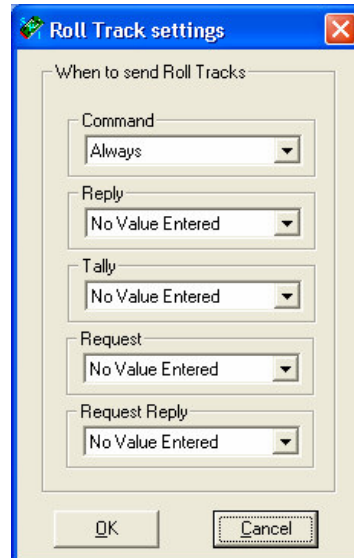 Roll Track settings
When to send Roll Tracks
Command
Always
Reply
No Value Entered
Tally
No Value Entered
Request
No Value Entered
Request Reply
No Value Entered
OK Cancel